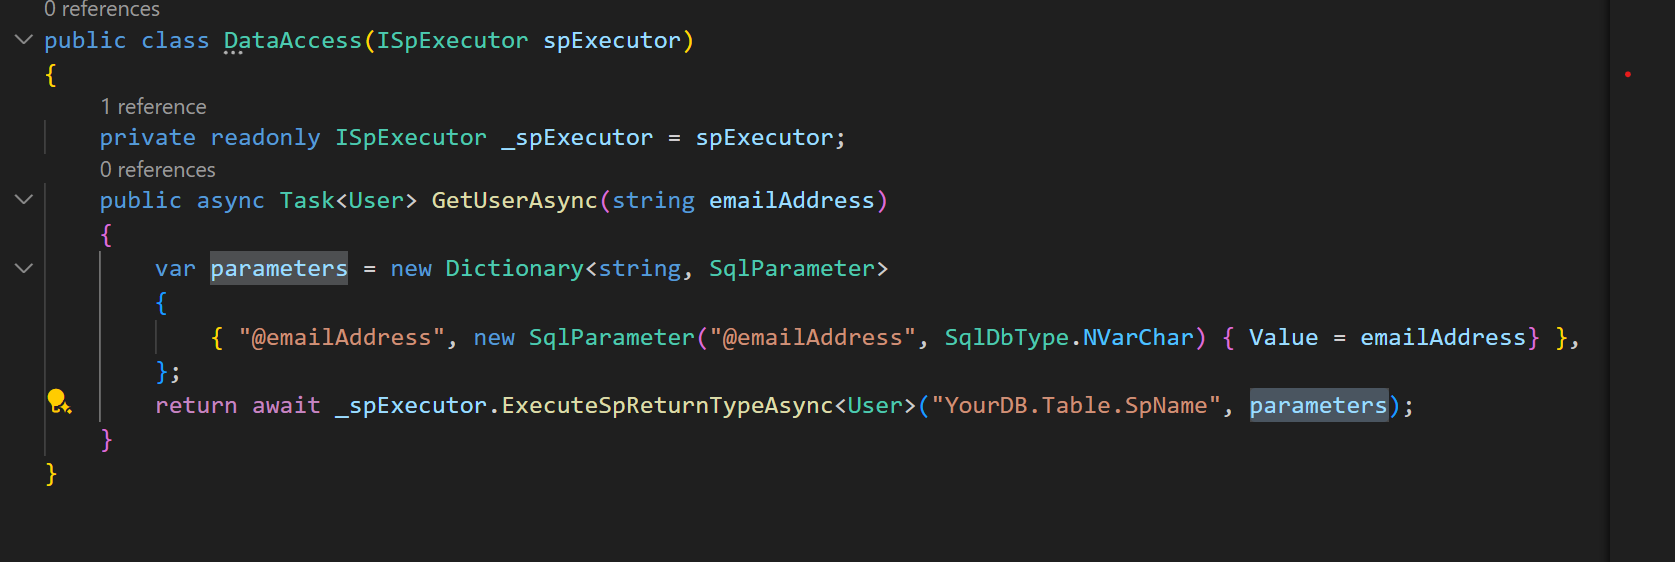 0 references
public class DataAccess(ISpExecutor spExecutor)
{
1 reference
private readonly ISpExecutor _spExecutor = spExecutor;
0 references
public async Task<User> GetUserAsync(string emailAddress)
{
var parameters = new Dictionary<string, SqlParameter>
{
{ "@emailAddress", new SqlParameter("@emailAddress", SqlDbType.NVarChar) { Value = emailAddress} },
};
return await _spExecutor.ExecuteSpReturnTypeAsync<User>("YourDB.Table.SpName", parameters);
}
}